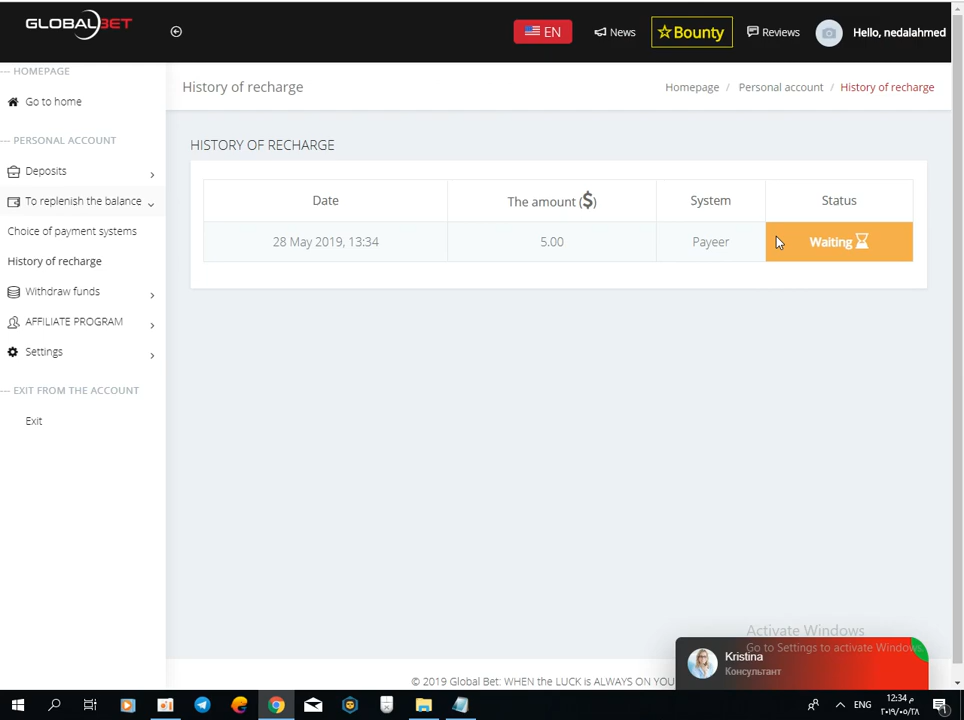 GLOBALBET
EN
News
☆Bounty
Reviews
Hello, nedalahmed
--- HOMEPAGE
Go to home
--- PERSONAL ACCOUNT
Deposits
To replenish the balance
Choice of payment systems
History of recharge
Withdraw funds
AFFILIATE PROGRAM
Settings
--- EXIT FROM THE ACCOUNT
Exit
History of recharge
Homepage / Personal account / History of recharge
HISTORY OF RECHARGE
Date The amount ($) System Status
28 May 2019, 13:34 5.00 Payeer Waiting
Activate Windows
Go to Settings to activate Windows.
Kristina
Консультант
© 2019 Global Bet: WHEN the LUCK is ALWAYS ON YOU
ENG
12:34 م
٢٠١٩/٠٥/٢٨
1